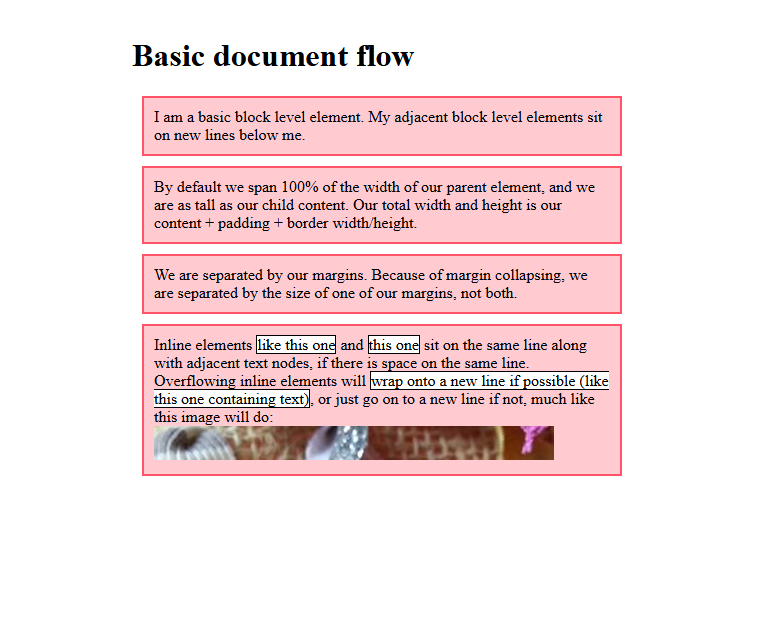 Basic document flow
I am a basic block level element. My adjacent block level elements sit
on new lines below me.
By default we span 100% of the width of our parent element, and we
are as tall as our child content. Our total width and height is our
content + padding + border width/height.
We are separated by our margins. Because of margin collapsing, we
are separated by the size of one of our margins, not both.
Inline elements like this one and this one sit on the same line along
with adjacent text nodes, if there is space on the same line.
Overflowing inline elements will wrap onto a new line if possible (like
this one containing text), or just go on to a new line if not, much like
this image will do: